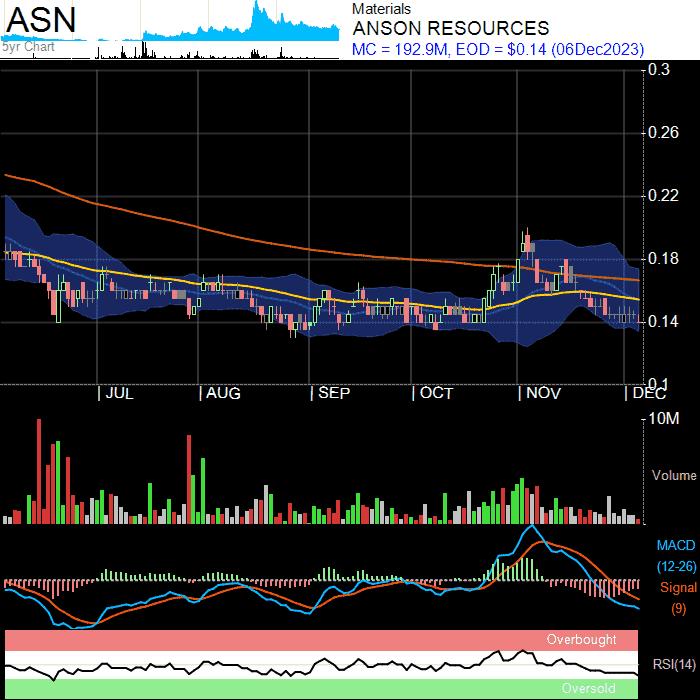 ASN
5yr Chart
Materials
ANSON RESOURCES
MC = 192.9M, EOD = $0.14 (06Dec2023)
0.3
0.26
0.22
0.18
0.14
0.1
| JUL | AUG | SEP | OCT | NOV | DEC
10M
Volume
MACD
(12-26)
Signal
(9)
Overbought
RSI(14)
Oversold